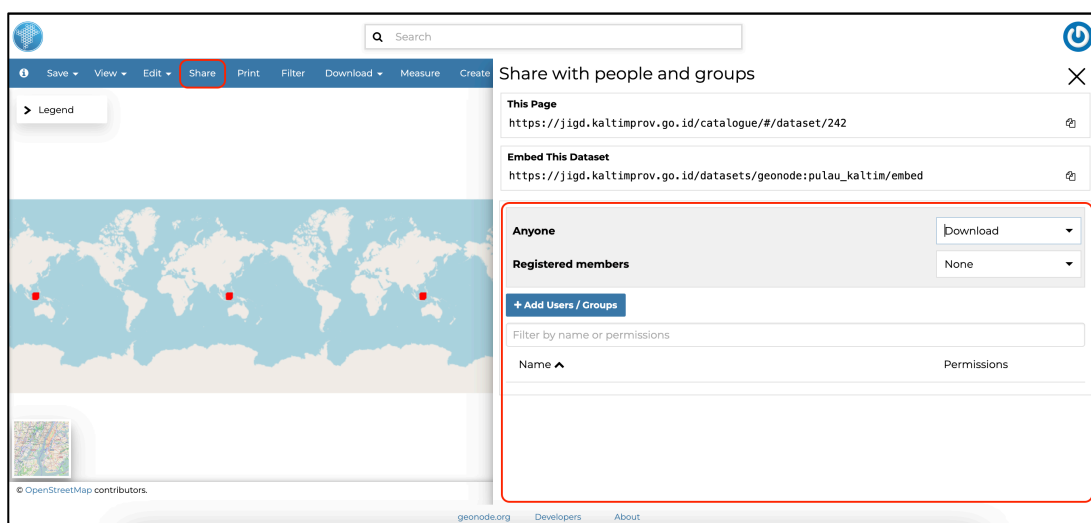 Search
Save View Edit Share Print Filter Download Measure Create
Legend
© OpenStreetMap contributors.
Share with people and groups
This Page
https://jigd.kaltimprov.go.id/catalogue/#/dataset/242
Embed This Dataset
https://jigd.kaltimprov.go.id/datasets/geonode:pulau_kaltim/embed
Anyone Download
Registered members None
+ Add Users / Groups
Filter by name or permissions
Name Permissions
geonode.org Developers About